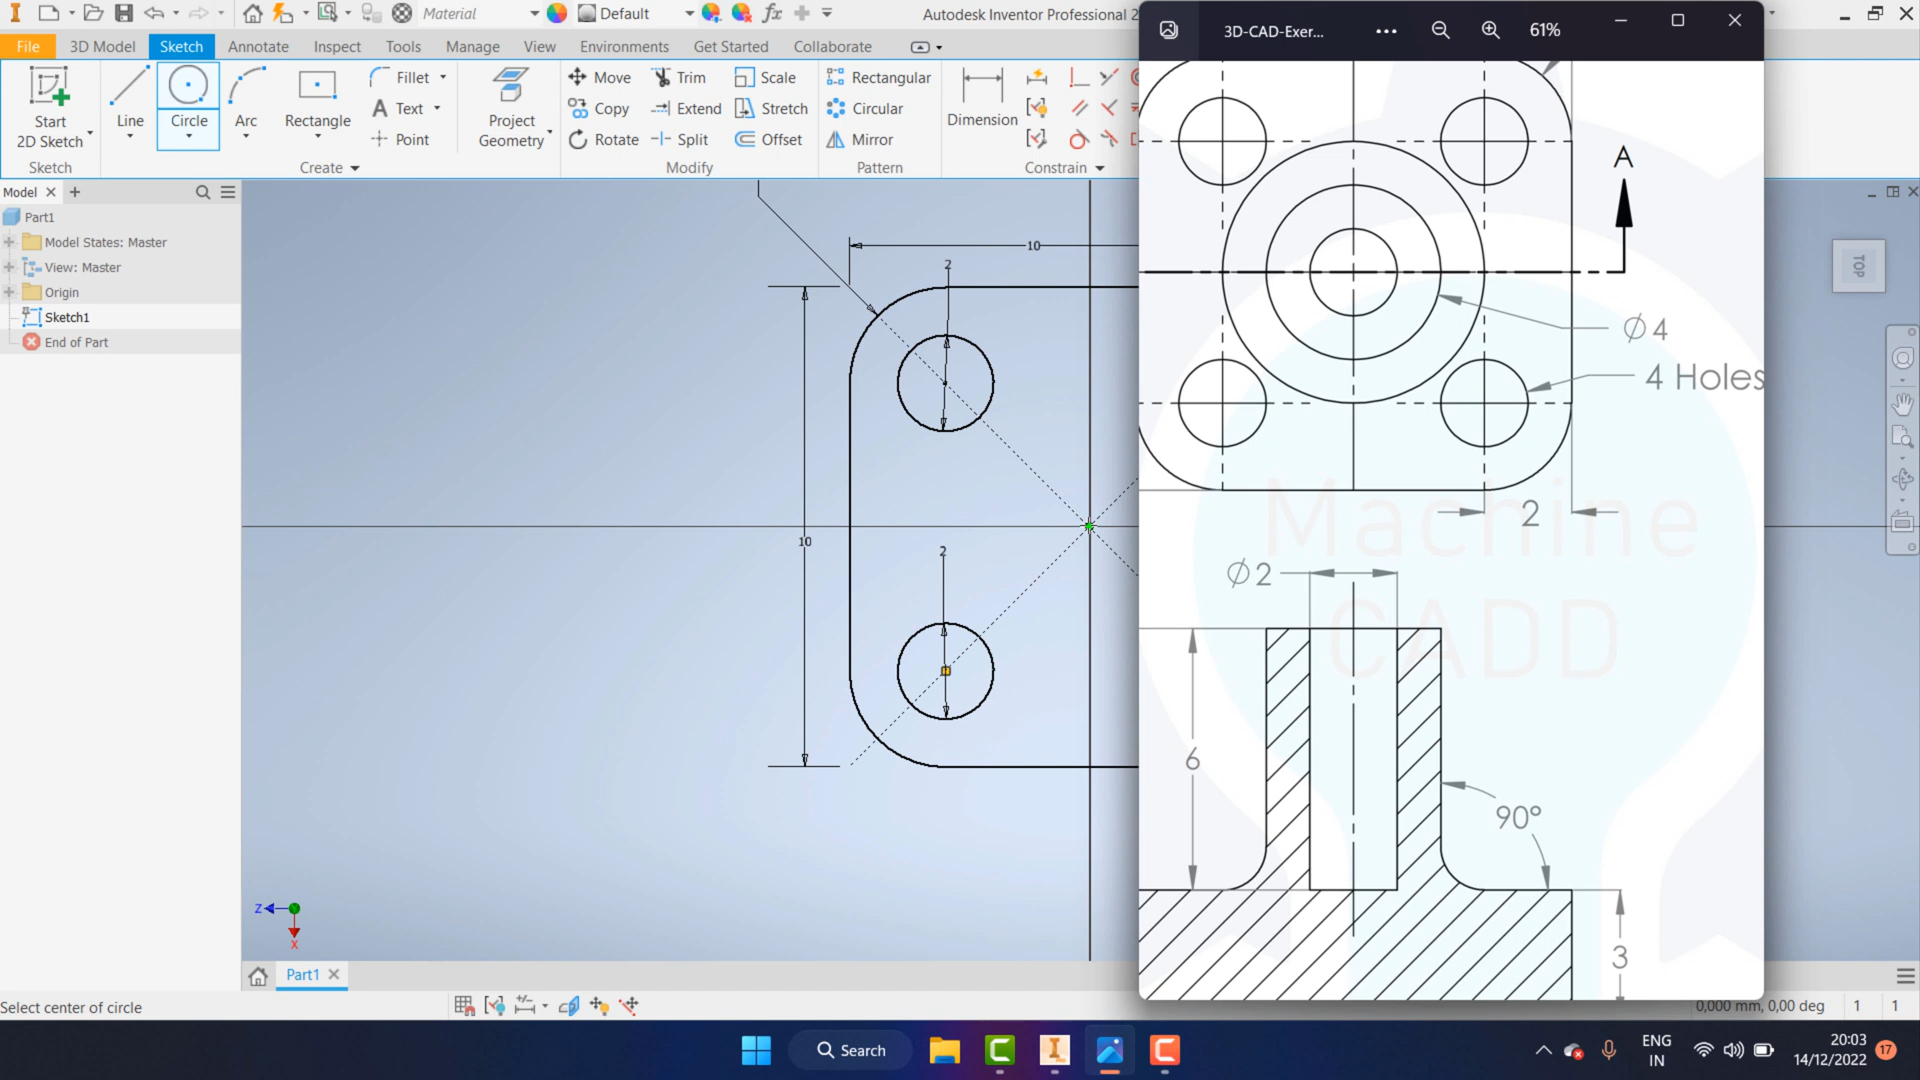 Material
Default
fx
Autodesk Inventor Professional 2
File
3D Model
Sketch
Annotate
Inspect
Tools
Manage
View
Environments
Get Started
Collaborate
Start
2D Sketch
Line
Circle
Arc
Rectangle
Fillet
A Text
Point
Project
Geometry
Move
Copy
Rotate
Trim
Extend
Split
Scale
Stretch
Offset
Rectangular
Circular
Mirror
Dimension
Sketch
Create
Modify
Pattern
Constrain
Model
Part1
Model States: Master
View: Master
Origin
Sketch1
End of Part
10
2
10
2
Z
X
3D-CAD-Exer...
61%
A
Ø4
4 Holes
2
Ø2
Machine
CADD
6
90°
3
TOP
Part1
Select center of circle
0,000 mm, 0,00 deg
1
1
Search
ENG
IN
20:03
14/12/2022
17